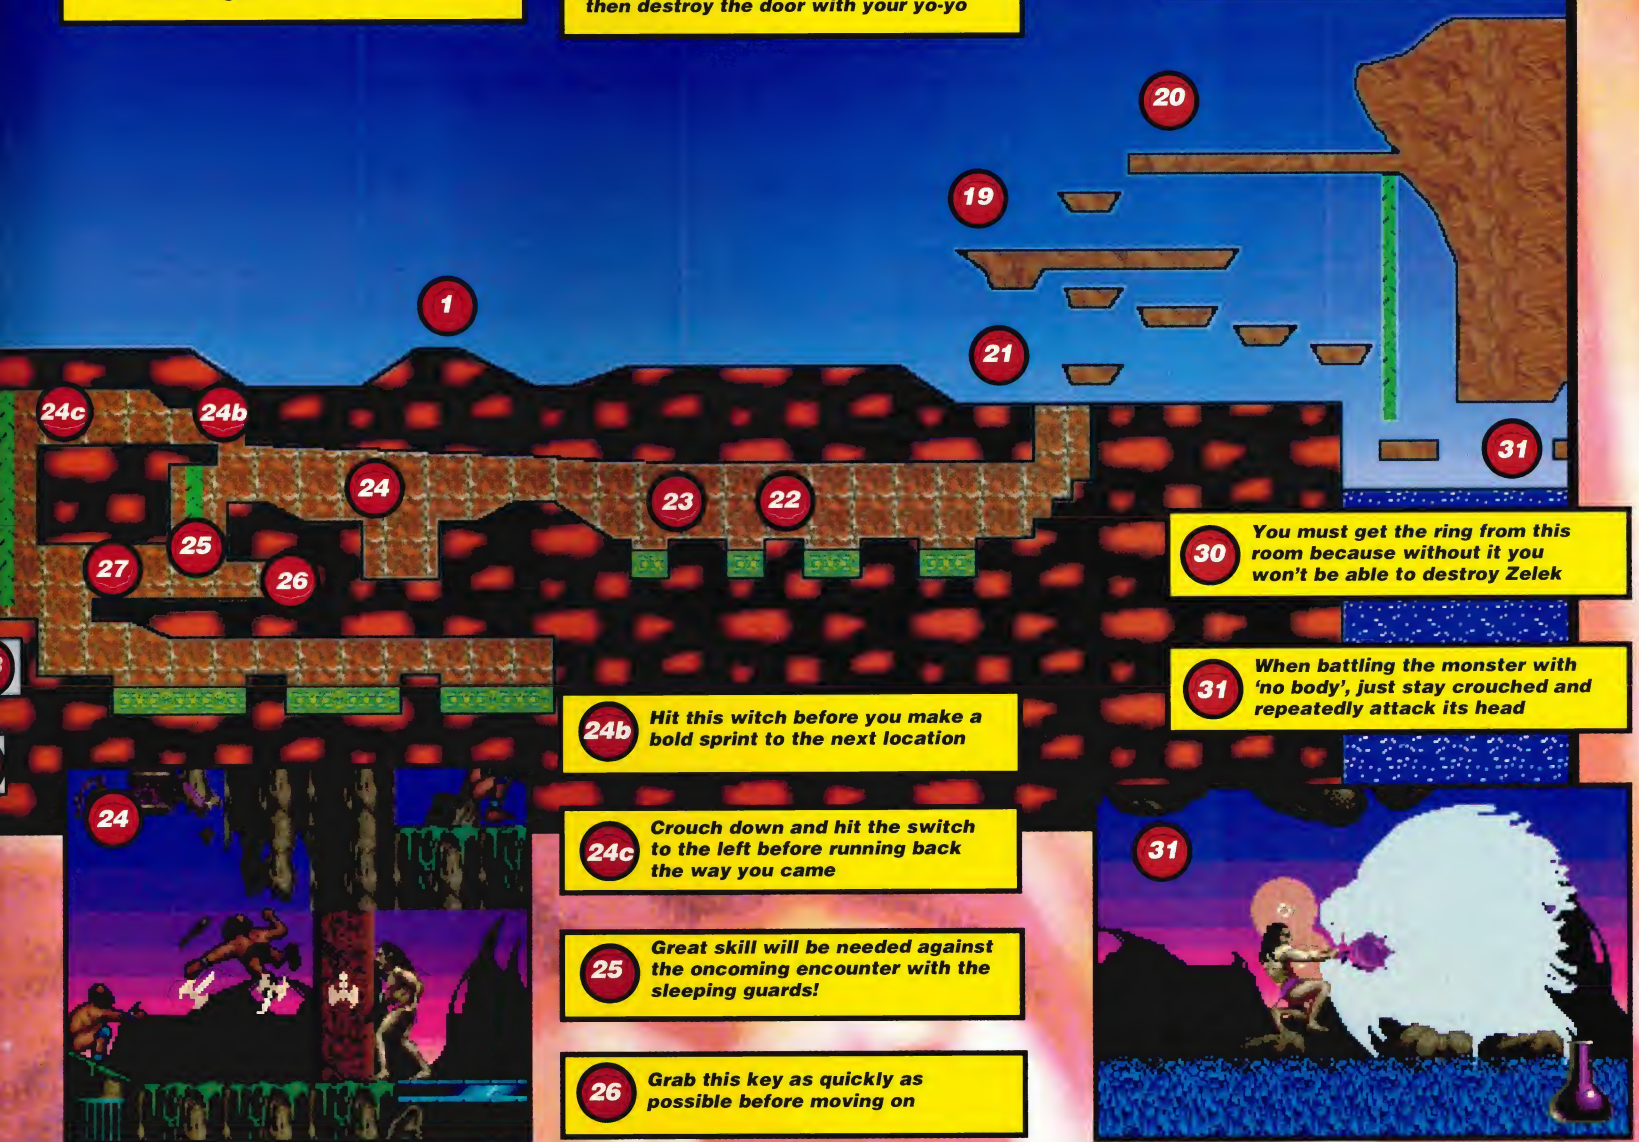 then destroy the door with your yo-yo
20
19
1
21
24c
24b
24
23
22
31
25
27
26
30
You must get the ring from this
room because without it you
won't be able to destroy Zelek
31
When battling the monster with
'no body', just stay crouched and
repeatedly attack its head
24b
Hit this witch before you make a
bold sprint to the next location
24
31
24c
Crouch down and hit the switch
to the left before running back
the way you came
25
Great skill will be needed against
the oncoming encounter with the
sleeping guards!
26
Grab this key as quickly as
possible before moving on